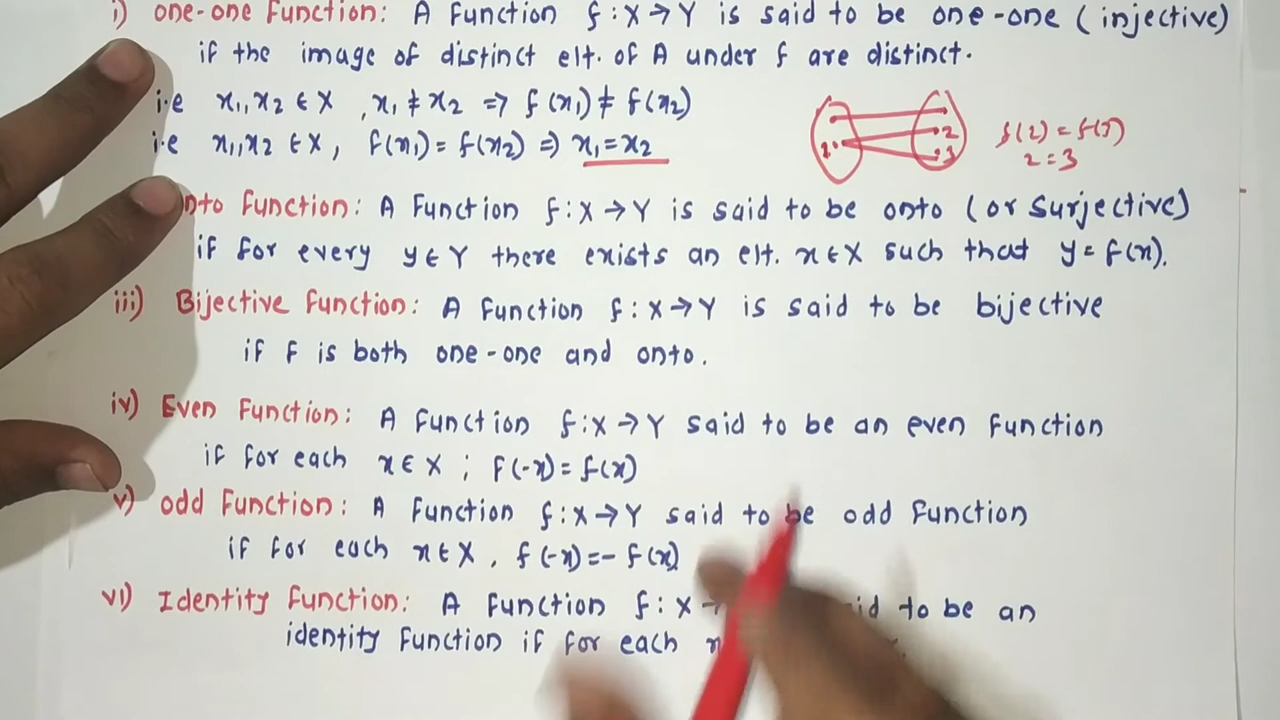 i) one-one Function: A Function f: X → Y is said to be one-one (injective)
if the image of distinct elt. of A under f are distinct.
i.e x₁,x₂ ∈ X , x₁ ≠ x₂ => f(x₁) ≠ f(x₂)
i.e x₁,x₂ ∈ X, f(x₁) = f(x₂) => x₁=x₂
2
3
f(2) = f(3)
2=3
onto Function: A Function f: X → Y is said to be onto (or surjective)
if for every y ∈ Y there exists an elt. x ∈ X such that y = f(x).
iii) Bijective Function: A Function f: X → Y is said to be bijective
if F is both one-one and onto.
iv) Even Function: A Function f: X → Y said to be an even function
if for each x ∈ X ; F(-x) = f(x)
v) odd Function: A Function f: X → Y said to be odd Function
if for each x ∈ X , f(-x) = - f(x)
vi) Identity Function: A Function f: X → said to be an
identity Function if for each x